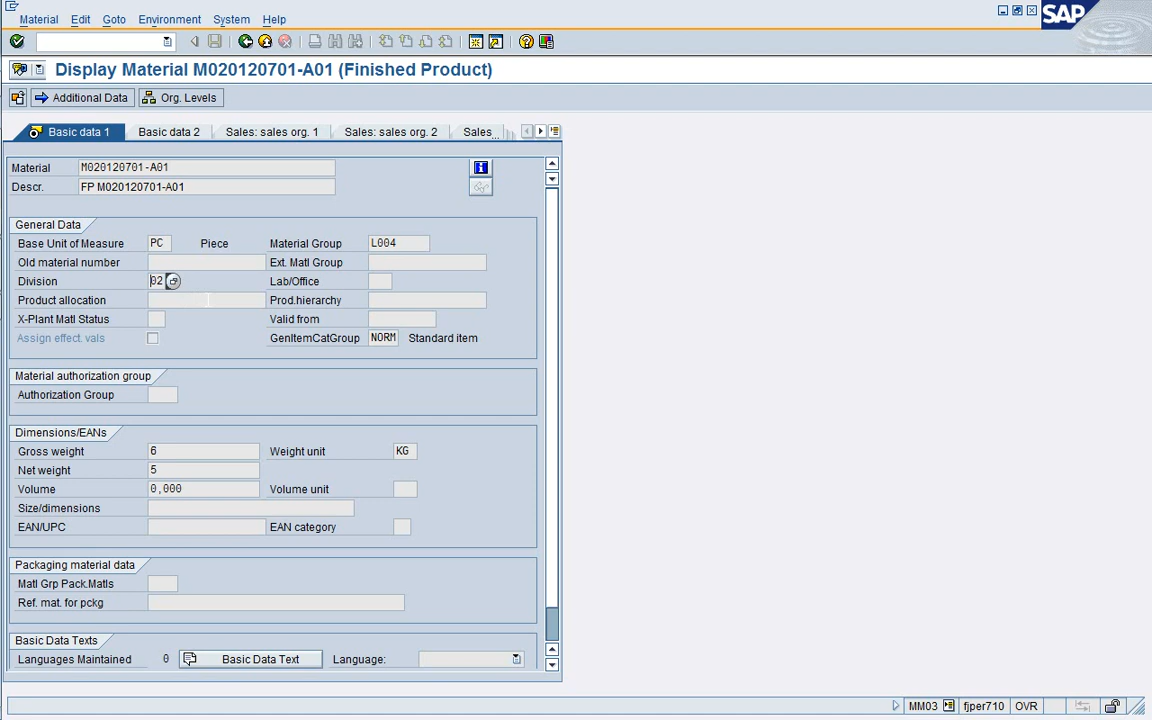 Material Edit Goto Environment System Help
SAP
Display Material M020120701-A01 (Finished Product)
Additional Data Org. Levels
Basic data 1 Basic data 2 Sales: sales org. 1 Sales: sales org. 2 Sales...
Material M020120701-A01
Descr. FP M020120701-A01
General Data
Base Unit of Measure PC Piece Material Group L004
Old material number Ext. Matl Group
Division 02 Lab/Office
Product allocation Prod.hierarchy
X-Plant Matl Status Valid from
Assign effect. vals GenItemCatGroup NORM Standard item
Material authorization group
Authorization Group
Dimensions/EANs
Gross weight 6 Weight unit KG
Net weight 5
Volume 0,000 Volume unit
Size/dimensions
EAN/UPC EAN category
Packaging material data
Matl Grp Pack.Matls
Ref. mat. for pckg
Basic Data Texts
Languages Maintained 0 Basic Data Text Language:
MM03 fjper710 OVR